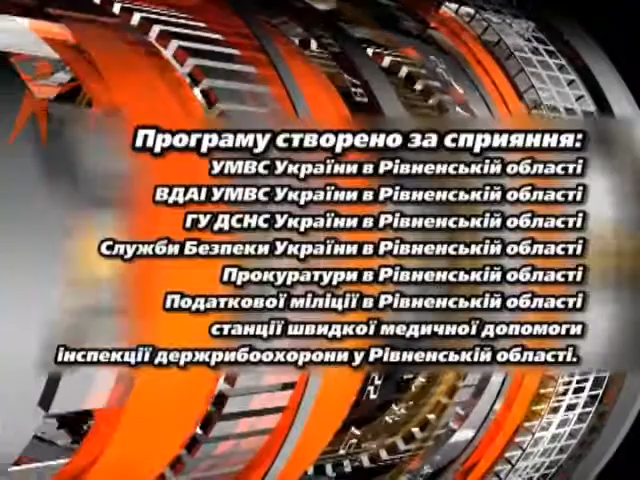 Програму створено за сприяння:
УМВС України в Рівненській області
ВДАІ УМВС України в Рівненській області
ГУ ДСНС України в Рівненській області
Служби Безпеки України в Рівненській області
Прокуратури в Рівненській області
Податкової міліції в Рівненській області
станції швидкої медичної допомоги
інспекції держрибоохорони у Рівненській області.